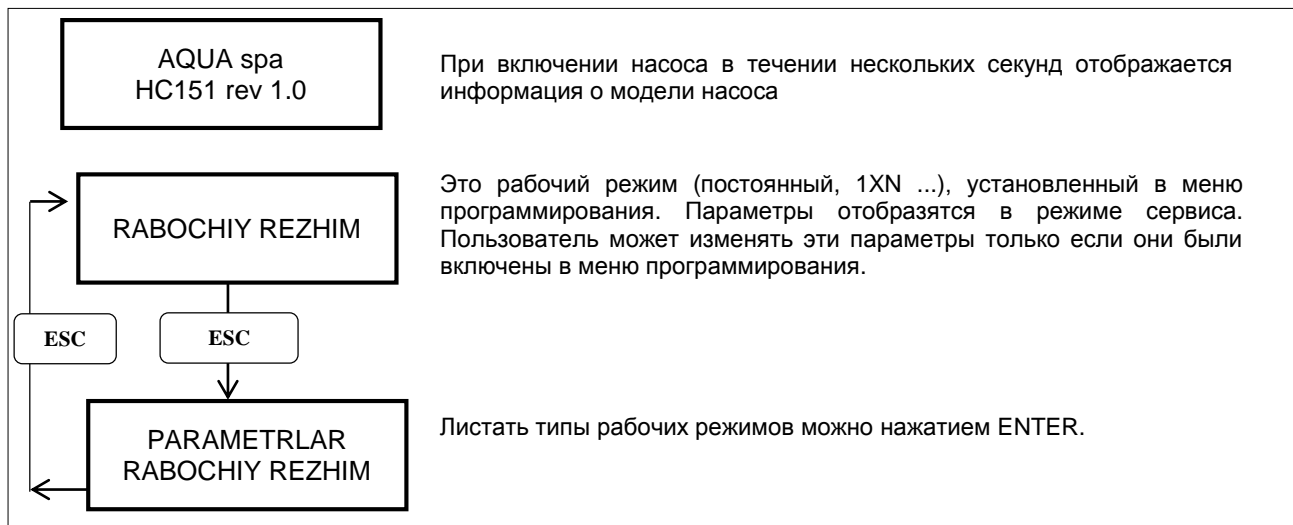 AQUA spa
HC151 rev 1.0
При включении насоса в течении нескольких секунд отображается
информация о модели насоса
RABOCHIY REZHIM
Это рабочий режим (постоянный, 1XN ...), установленный в меню
программирования. Параметры отобразятся в режиме сервиса.
Пользователь может изменять эти параметры только если они были
включены в меню программирования.
ESC
ESC
PARAMETRLAR
RABOCHIY REZHIM
Листать типы рабочих режимов можно нажатием ENTER.